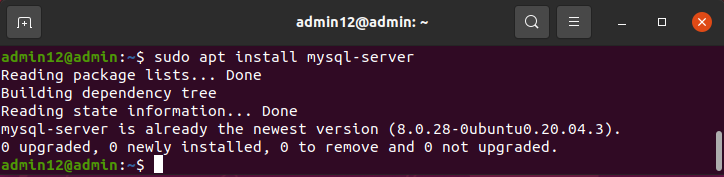 admin12@admin: ~
admin12@admin:~$ sudo apt install mysql-server
Reading package lists... Done
Building dependency tree
Reading state information... Done
mysql-server is already the newest version (8.0.28-0ubuntu0.20.04.3).
0 upgraded, 0 newly installed, 0 to remove and 0 not upgraded.
admin12@admin:~$